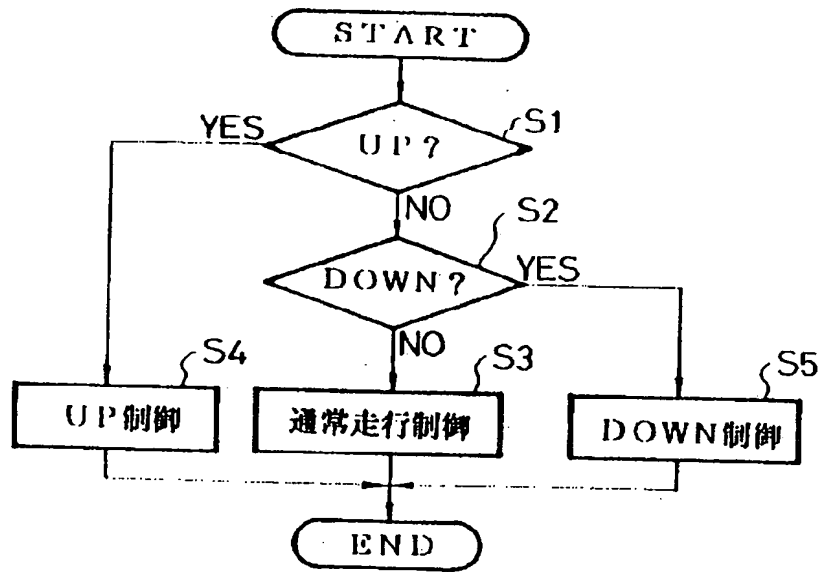 START
S1
YES
UP?
NO
S2
DOWN?
YES
NO
S4
S3
S5
UP制御
通常走行制御
DOWN制御
END